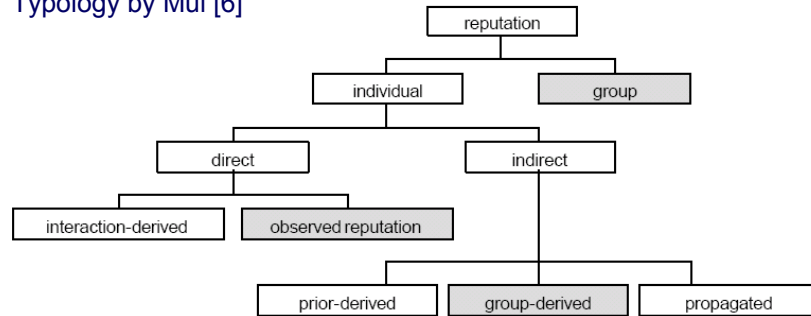 Typology by Mui [6]
reputation
individual
group
direct
indirect
interaction-derived
observed reputation
prior-derived
group-derived
propagated